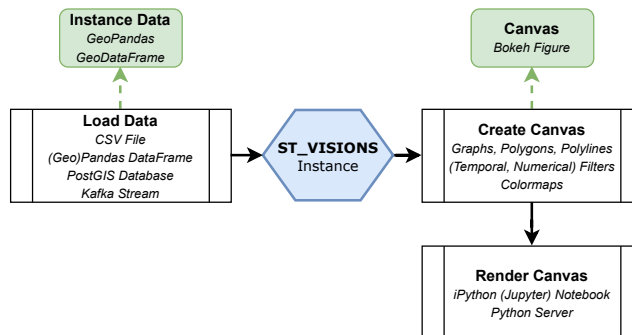 Instance Data
GeoPandas
GeoDataFrame
Canvas
Bokeh Figure
Load Data
CSV File
(Geo)Pandas DataFrame
PostGIS Database
Kafka Stream
ST_VISIONS
Instance
Create Canvas
Graphs, Polygons, Polylines
(Temporal, Numerical) Filters
Colormaps
Render Canvas
iPython (Jupyter) Notebook
Python Server